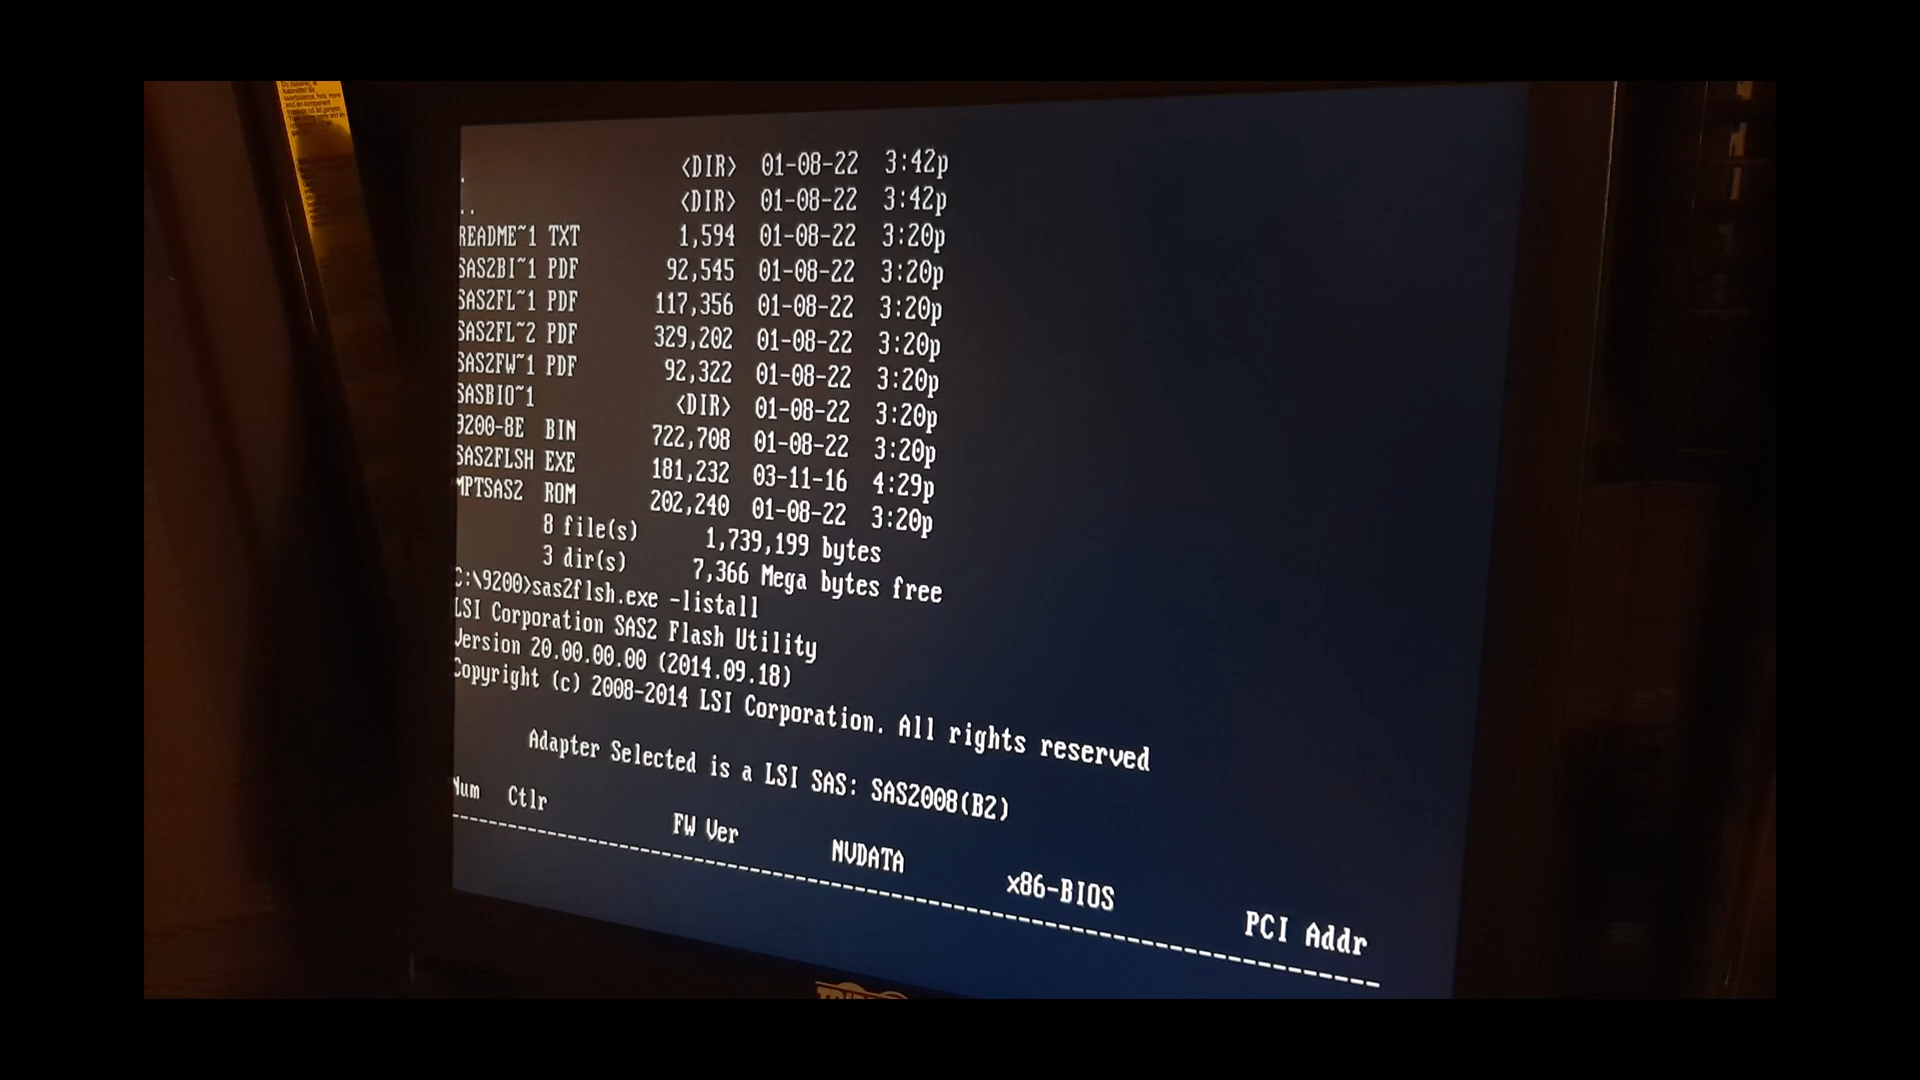 . <DIR> 01-08-22 3:42p
.. <DIR> 01-08-22 3:42p
README~1 TXT 1,594 01-08-22 3:20p
SAS2BI~1 PDF 92,545 01-08-22 3:20p
SAS2FL~1 PDF 117,356 01-08-22 3:20p
SAS2FL~2 PDF 329,202 01-08-22 3:20p
SAS2FW~1 PDF 92,322 01-08-22 3:20p
SASBIO~1 <DIR> 01-08-22 3:20p
9200-8E BIN 722,708 01-08-22 3:20p
SAS2FLSH EXE 181,232 03-11-16 4:29p
MPTSAS2 ROM 202,240 01-08-22 3:20p
8 file(s) 1,739,199 bytes
3 dir(s) 7,366 Mega bytes free
C:\9200>sas2flsh.exe -listall
LSI Corporation SAS2 Flash Utility
Version 20.00.00.00 (2014.09.18)
Copyright (c) 2008-2014 LSI Corporation. All rights reserved
Adapter Selected is a LSI SAS: SAS2008(B2)
Num Ctlr FW Ver NVDATA x86-BIOS PCI Addr
--------------------------------------------------------------------------